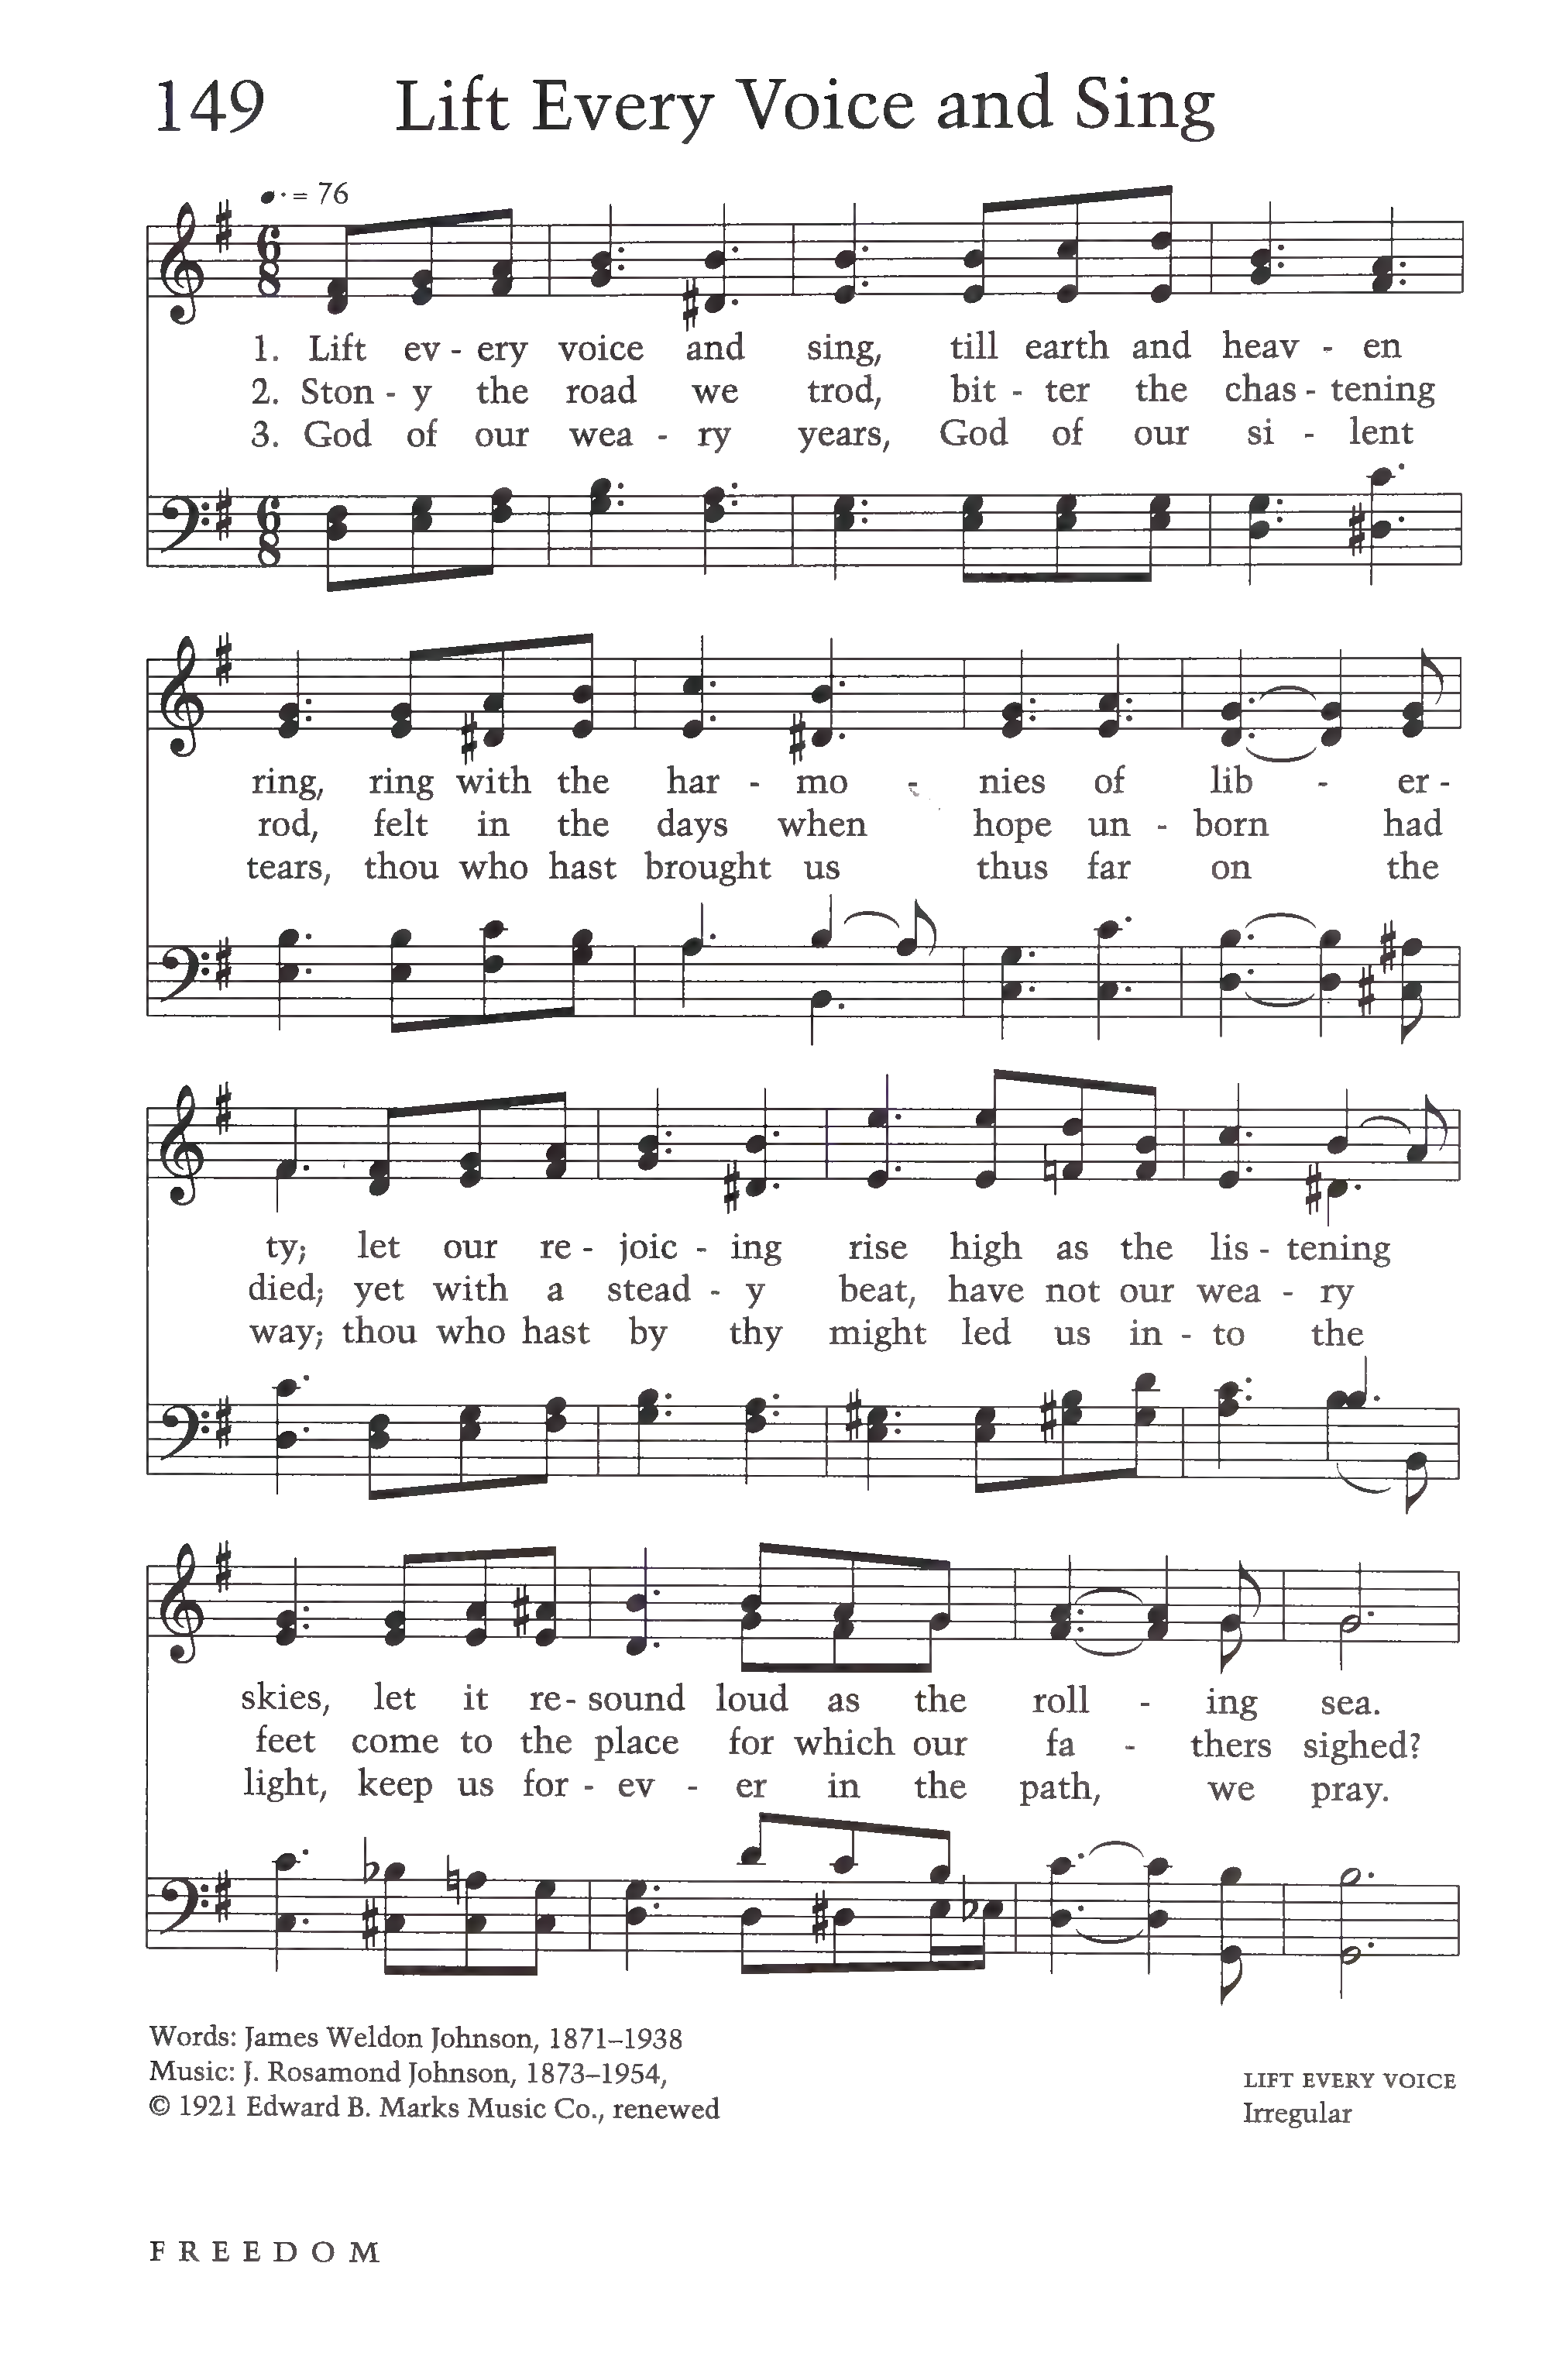 149 Lift Every Voice and Sing
♩. = 76
1. Lift ev - ery voice and sing, till earth and heav - en
2. Ston - y the road we trod, bit - ter the chas - tening
3. God of our wea - ry years, God of our si - lent
ring, ring with the har - mo - nies of lib - er -
rod, felt in the days when hope un - born had
tears, thou who hast brought us thus far on the
ty; let our re - joic - ing rise high as the lis - tening
died; yet with a stead - y beat, have not our wea - ry
way; thou who hast by thy might led us in - to the
skies, let it re - sound loud as the roll - ing sea.
feet come to the place for which our fa - thers sighed?
light, keep us for - ev - er in the path, we pray.
Words: James Weldon Johnson, 1871–1938
Music: J. Rosamond Johnson, 1873–1954,
© 1921 Edward B. Marks Music Co., renewed
LIFT EVERY VOICE
Irregular
FREEDOM